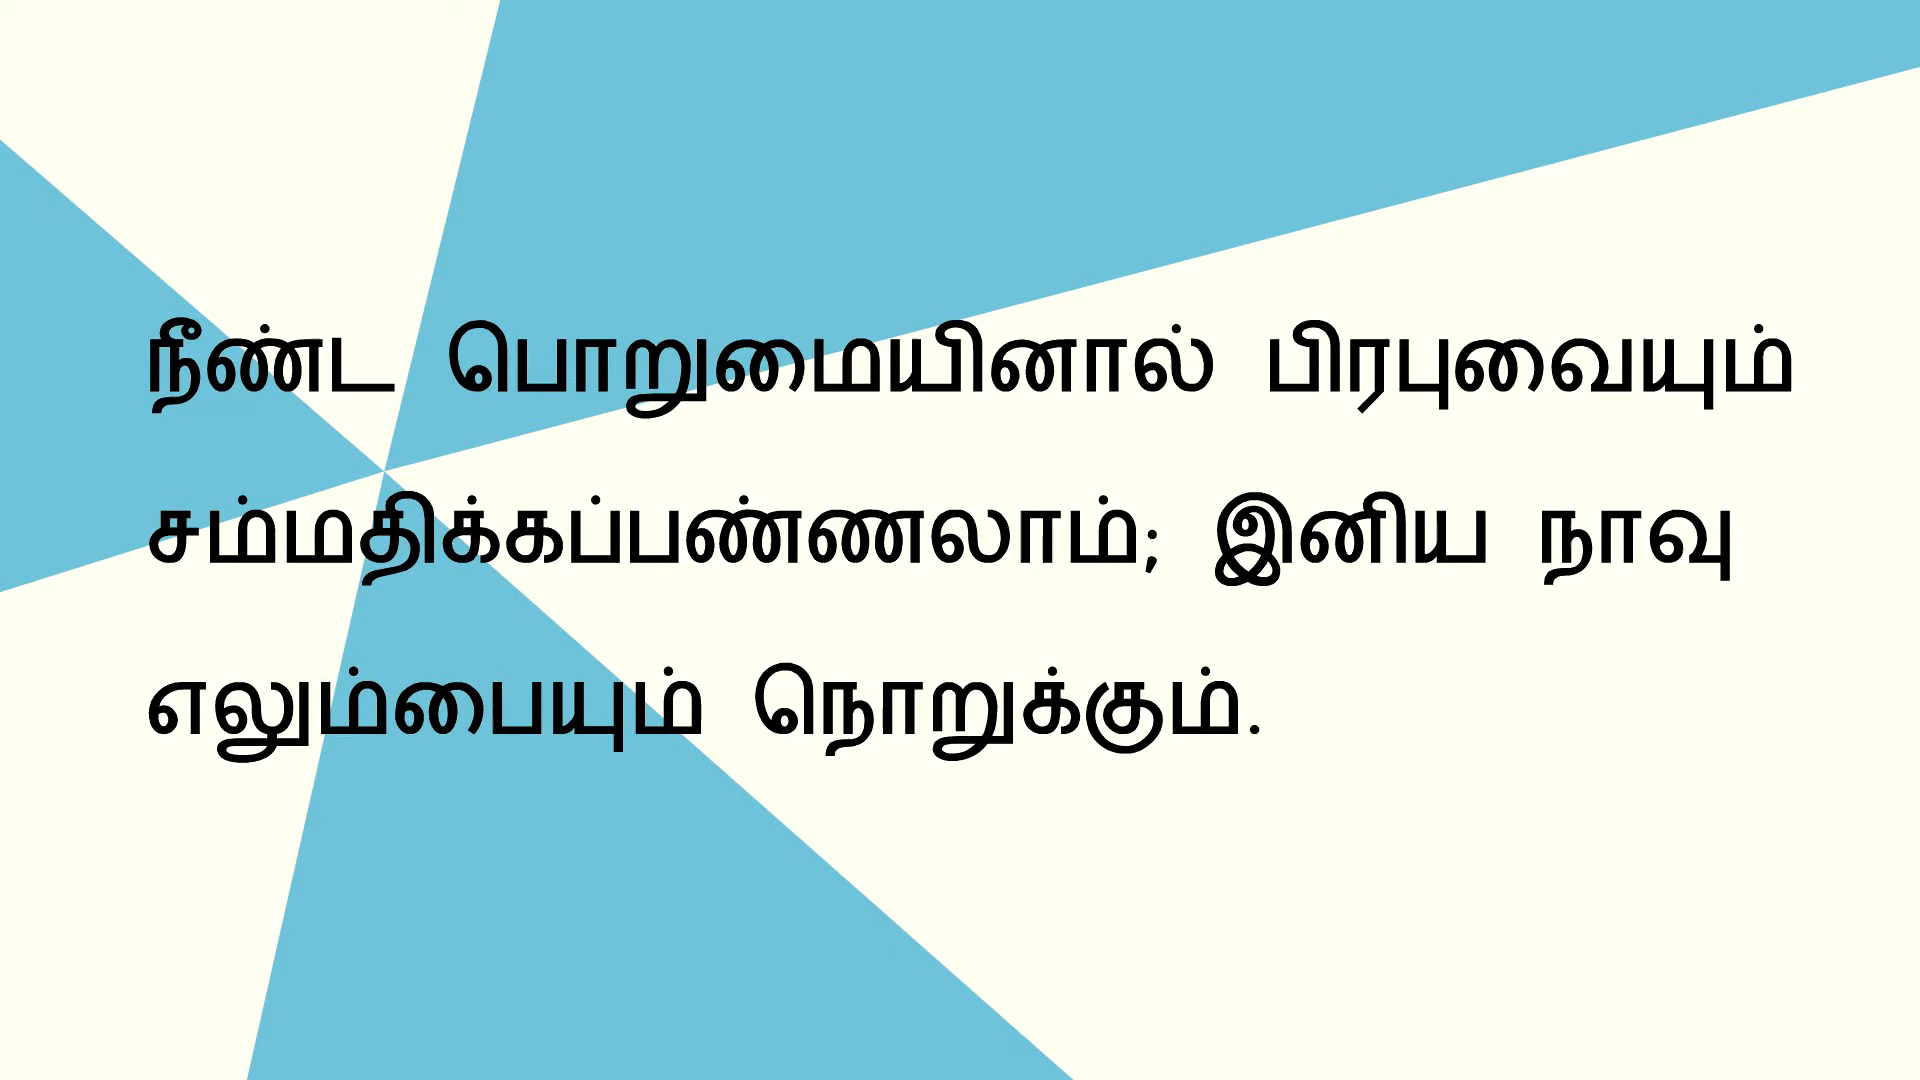 நீண்ட பொறுமையினால் பிரபுவையும்
சம்மதிக்கப்பண்ணலாம்; இனிய நாவு
எலும்பையும் நொறுக்கும்.